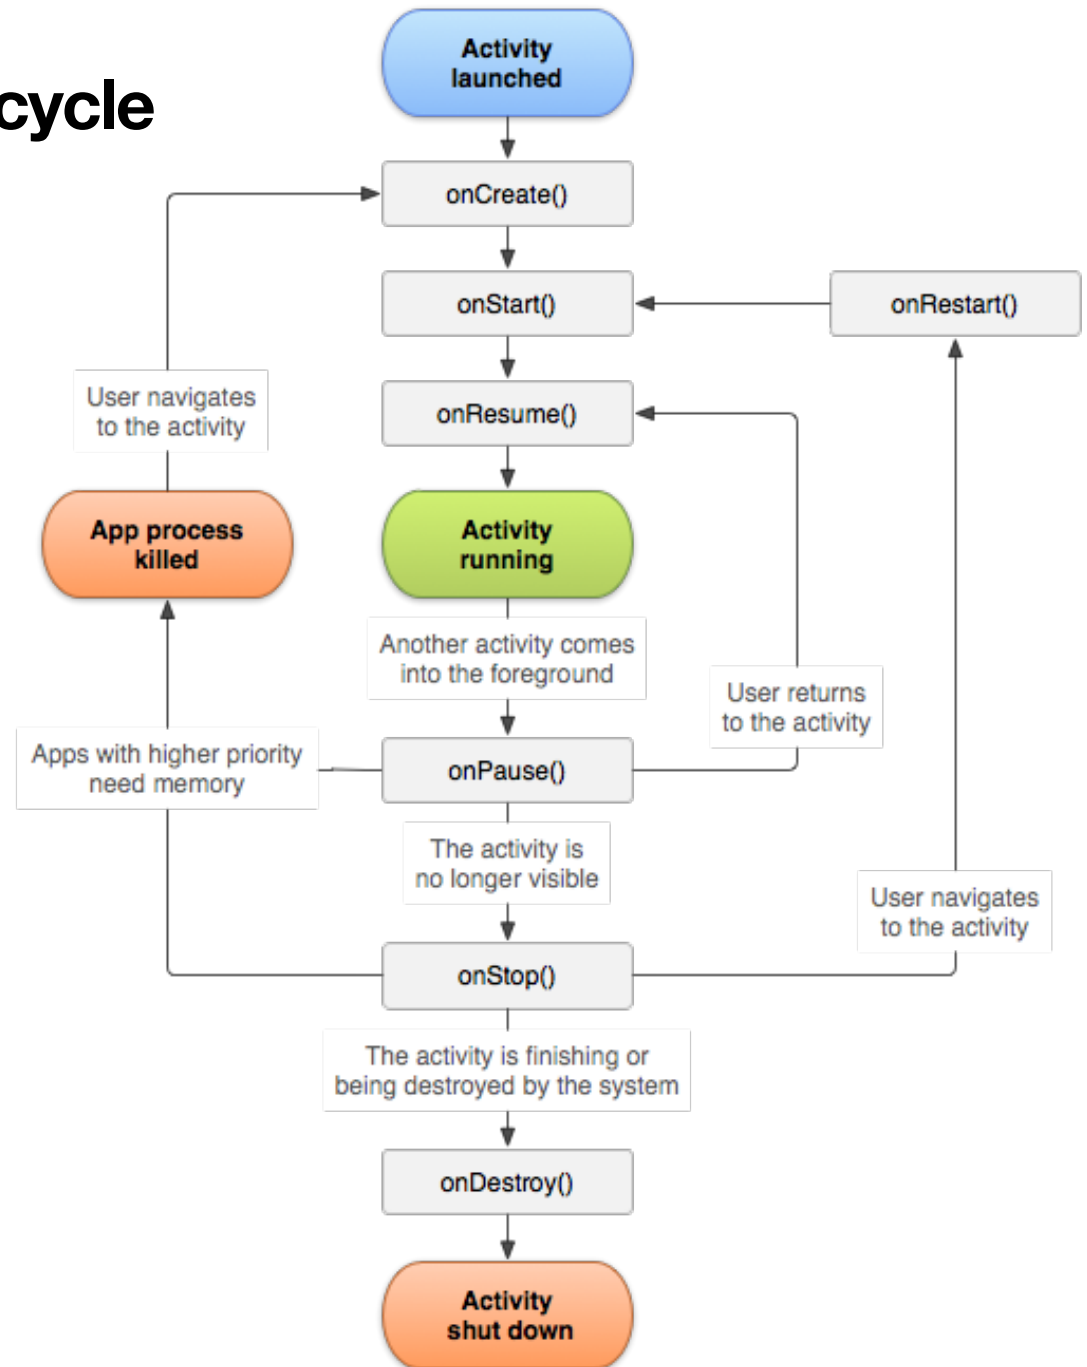 cycle
Activity
launched
onCreate()
onStart()
onRestart()
User navigates
to the activity
onResume()
App process
killed
Activity
running
Another activity comes
into the foreground
User returns
to the activity
Apps with higher priority
need memory
onPause()
The activity is
no longer visible
User navigates
to the activity
onStop()
The activity is finishing or
being destroyed by the system
onDestroy()
Activity
shut down